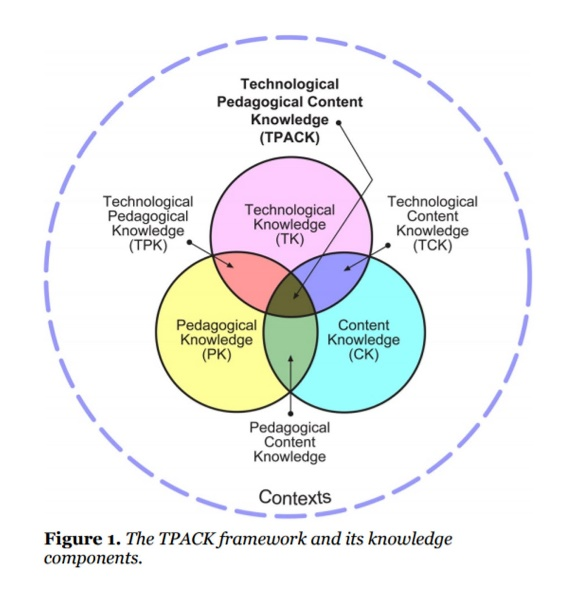 Technological
Pedagogical Content
Knowledge
(TPACK)
Technological
Pedagogical
Knowledge
(TPK)
Technological
Knowledge
(TK)
Technological
Content
Knowledge
(TCK)
Pedagogical
Knowledge
(PK)
Content
Knowledge
(CK)
Pedagogical
Content
Knowledge
Contexts
Figure 1. The TPACK framework and its knowledge
components.